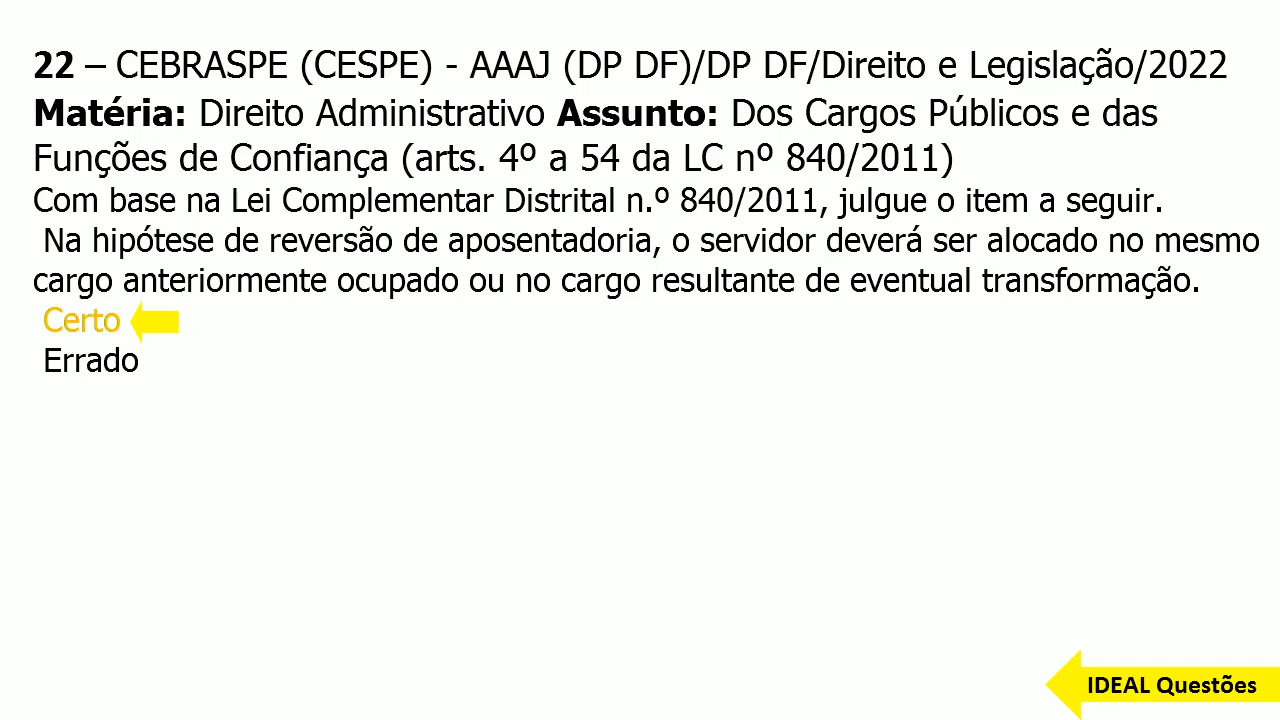 22 – CEBRASPE (CESPE) - AAAJ (DP DF)/DP DF/Direito e Legislação/2022
Matéria: Direito Administrativo Assunto: Dos Cargos Públicos e das
Funções de Confiança (arts. 4º a 54 da LC nº 840/2011)
Com base na Lei Complementar Distrital n.º 840/2011, julgue o item a seguir.
Na hipótese de reversão de aposentadoria, o servidor deverá ser alocado no mesmo
cargo anteriormente ocupado ou no cargo resultante de eventual transformação.
Certo
Errado
IDEAL Questões